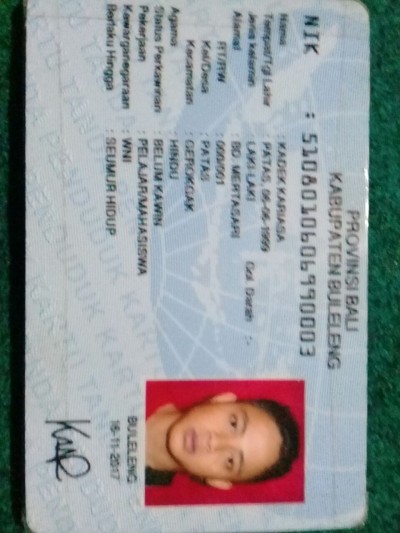 PROVINSI BALI
KABUPATEN BULELENG
NIK : 5108010606990003
Nama : KADEK KARIASA
Tempat/Tgl Lahir : PATAS, 06-06-1999
Jenis kelamin : LAKI-LAKI Gol. Darah : -
Alamat : BD. MERTASARI
RT/RW : 000/001
Kel/Desa : PATAS
Kecamatan : GEROKGAK
Agama : HINDU
Status Perkawinan : BELUM KAWIN
Pekerjaan : PELAJAR/MAHASISWA
Kewarganegaraan : WNI
Berlaku Hingga : SEUMUR HIDUP
BULELENG
16-11-2017